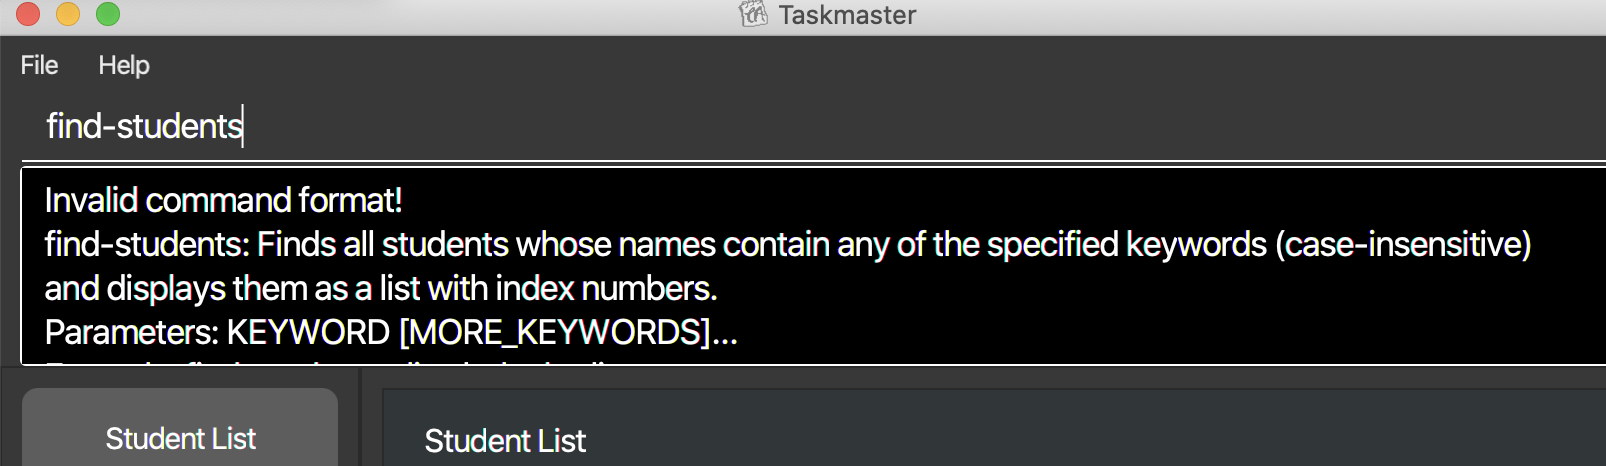 Taskmaster
File Help
find-students
Invalid command format!
find-students: Finds all students whose names contain any of the specified keywords (case-insensitive)
and displays them as a list with index numbers.
Parameters: KEYWORD [MORE_KEYWORDS]...
Student List
Student List